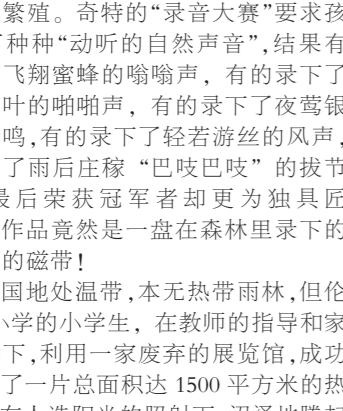 繁殖。奇特的“录音大赛”要求孩
种种“动听的自然声音”,结果有
飞翔蜜蜂的嗡嗡声，有的录下了
叶的啪啪声，有的录下了夜莺银
鸣,有的录下了轻若游丝的风声,
了雨后庄稼“巴吱巴吱”的拔节
最后荣获冠军者却更为独具匠
作品竟然是一盘在森林里录下的
的磁带！
国地处温带,本无热带雨林,但伦
小学的小学生，在教师的指导和家
下,利用一家废弃的展览馆,成功
了一片总面积达 1500 平方米的热